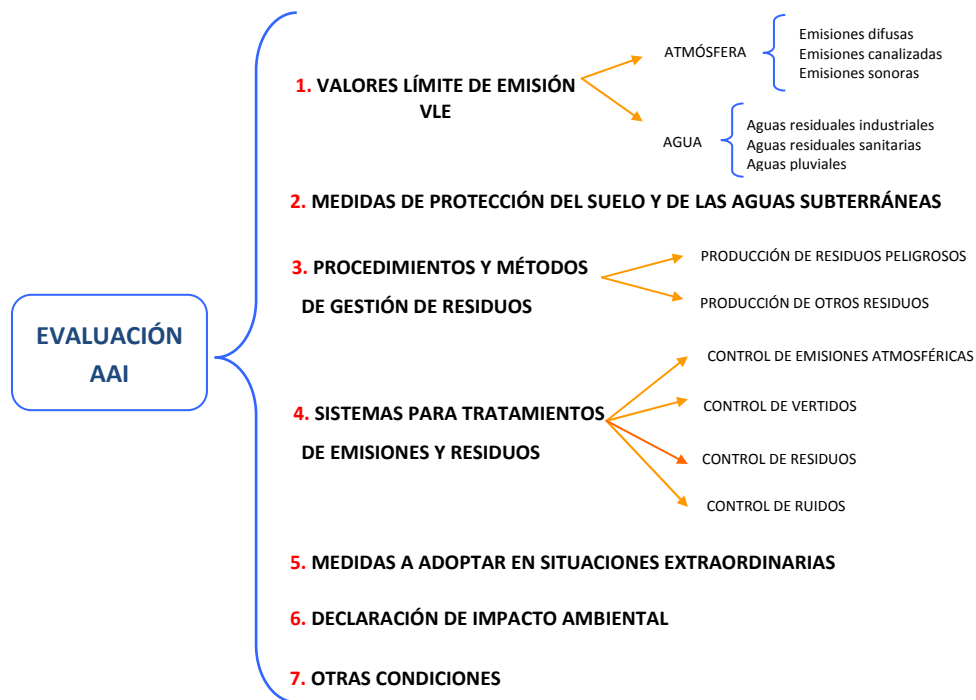 EVALUACIÓN
AAI
1. VALORES LÍMITE DE EMISIÓN
VLE
ATMÓSFERA
Emisiones difusas
Emisiones canalizadas
Emisiones sonoras
AGUA
Aguas residuales industriales
Aguas residuales sanitarias
Aguas pluviales
2. MEDIDAS DE PROTECCIÓN DEL SUELO Y DE LAS AGUAS SUBTERRÁNEAS
3. PROCEDIMIENTOS Y MÉTODOS
DE GESTIÓN DE RESIDUOS
PRODUCCIÓN DE RESIDUOS PELIGROSOS
PRODUCCIÓN DE OTROS RESIDUOS
4. SISTEMAS PARA TRATAMIENTOS
DE EMISIONES Y RESIDUOS
CONTROL DE EMISIONES ATMOSFÉRICAS
CONTROL DE VERTIDOS
CONTROL DE RESIDUOS
CONTROL DE RUIDOS
5. MEDIDAS A ADOPTAR EN SITUACIONES EXTRAORDINARIAS
6. DECLARACIÓN DE IMPACTO AMBIENTAL
7. OTRAS CONDICIONES